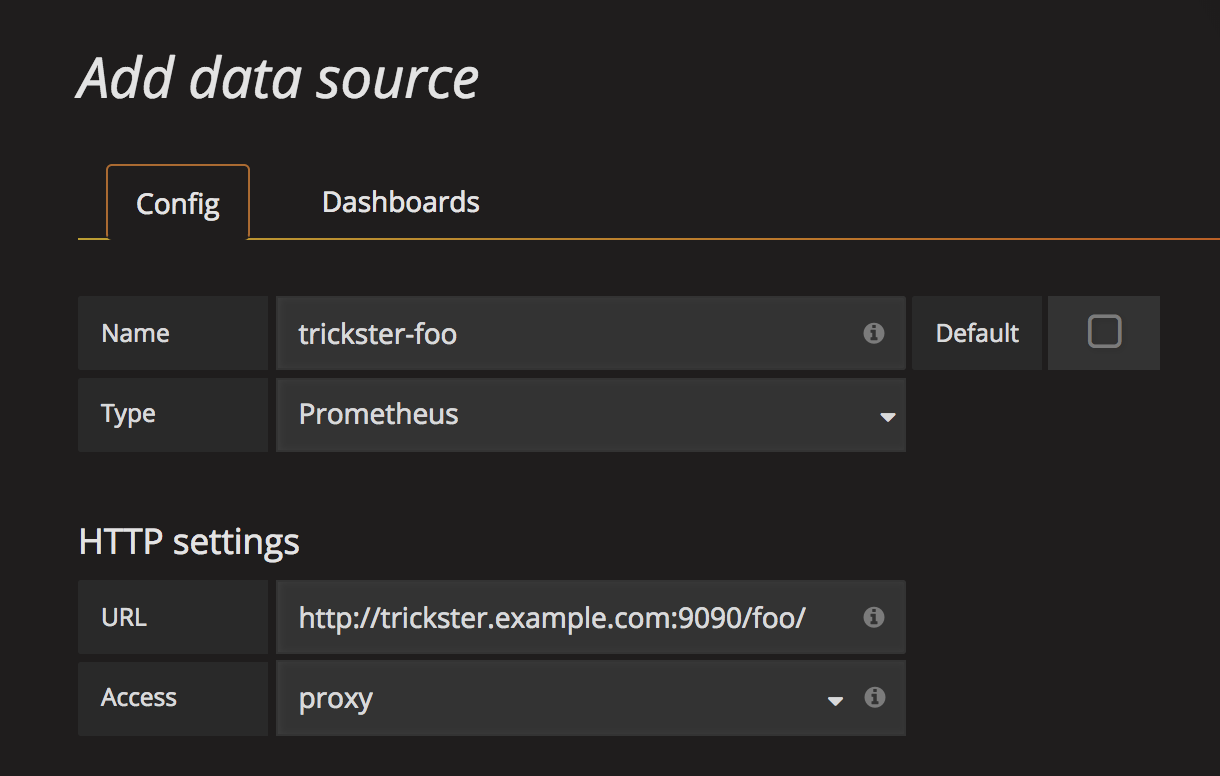 Add data source
Config Dashboards
Name trickster-foo Default
Type Prometheus
HTTP settings
URL http://trickster.example.com:9090/foo/
Access proxy